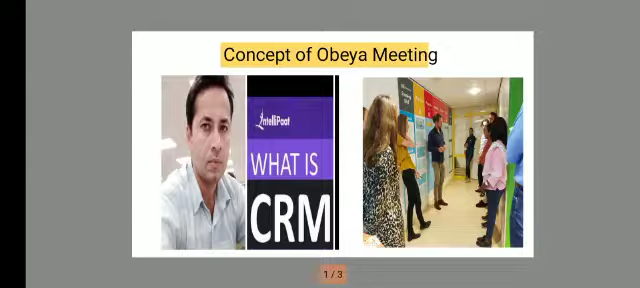 Concept of Obeya Meeting
IntelliPaat
WHAT IS
CRM
1 / 3